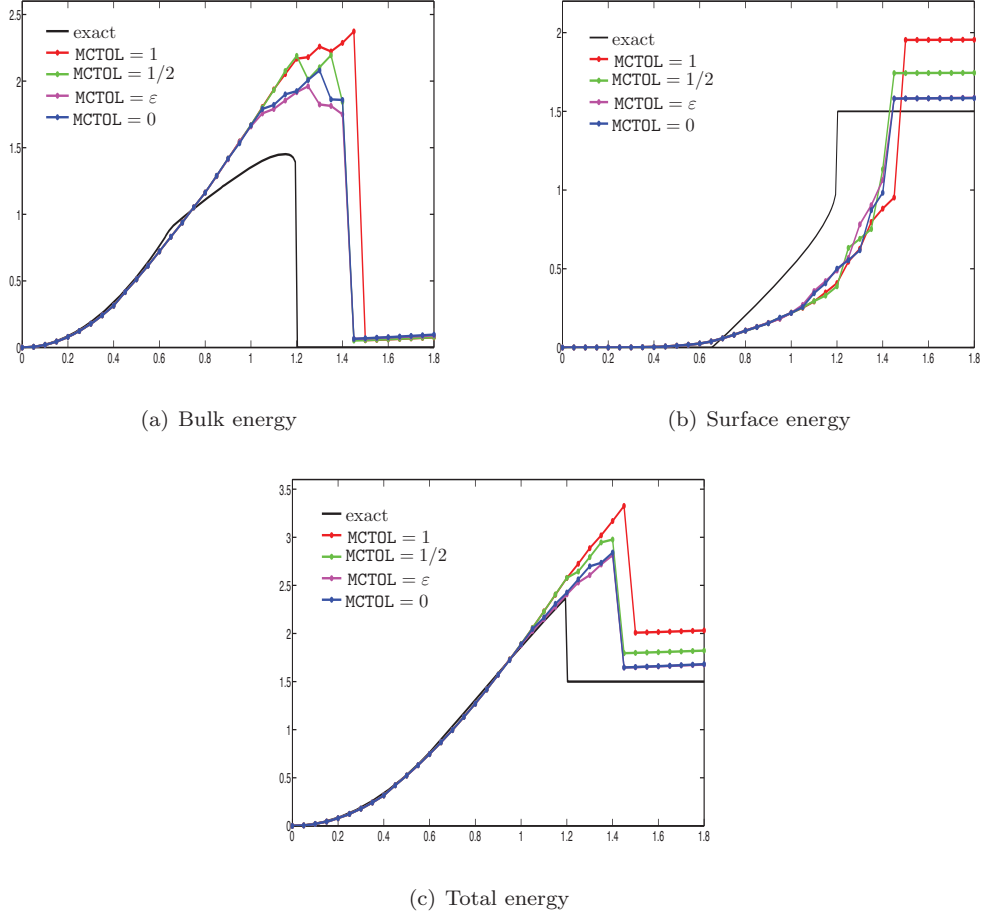 2.5
2
1.5
1
0.5
0
0 0.2 0.4 0.6 0.8 1 1.2 1.4 1.6 1.8
exact
MCTOL = 1
MCTOL = 1/2
MCTOL = ε
MCTOL = 0
(a) Bulk energy
2
1.5
1
0.5
0
0 0.2 0.4 0.6 0.8 1 1.2 1.4 1.6 1.8
exact
MCTOL = 1
MCTOL = 1/2
MCTOL = ε
MCTOL = 0
(b) Surface energy
3.5
3
2.5
2
1.5
1
0.5
0
0 0.2 0.4 0.6 0.8 1 1.2 1.4 1.6 1.8
exact
MCTOL = 1
MCTOL = 1/2
MCTOL = ε
MCTOL = 0
(c) Total energy